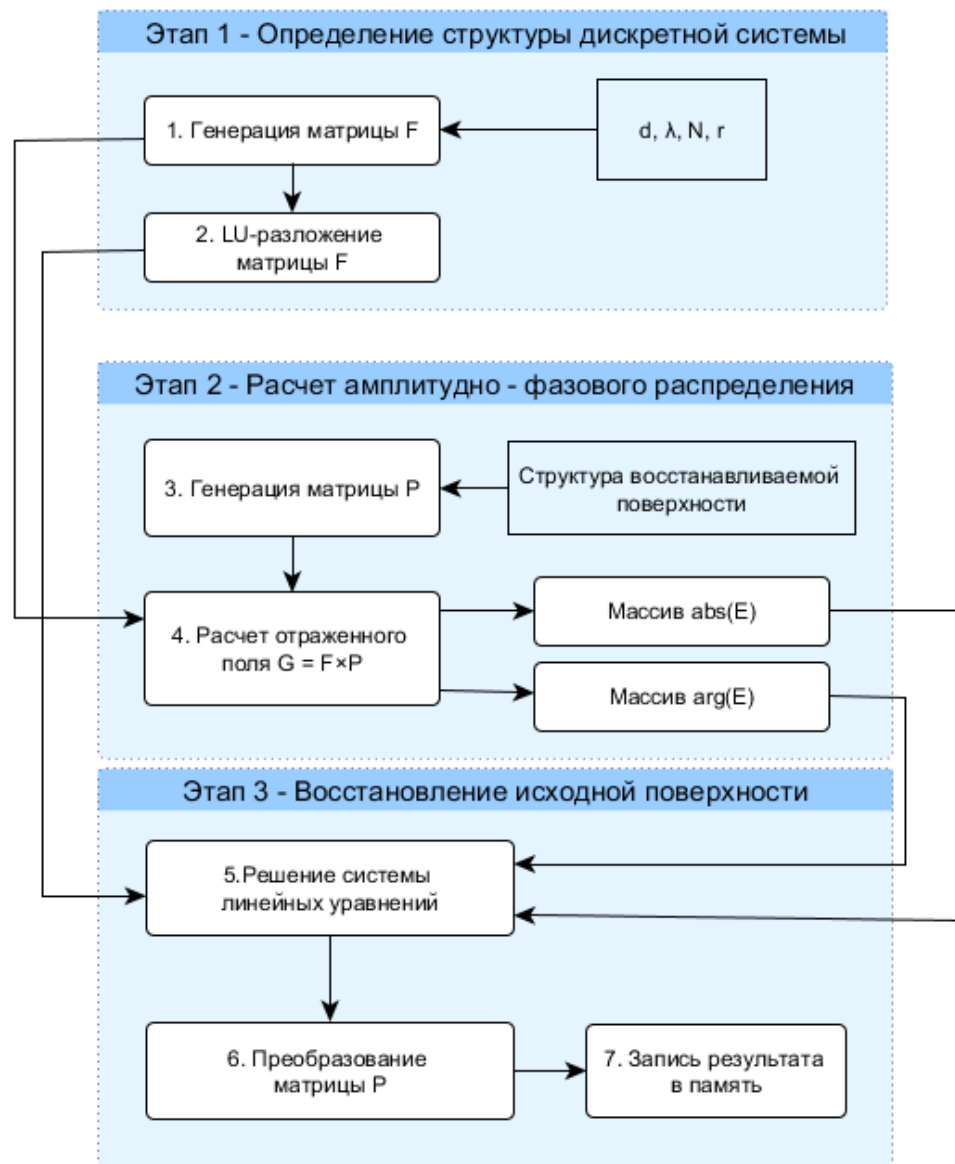 Этап 1 - Определение структуры дискретной системы
1. Генерация матрицы F
d, λ, N, r
2. LU-разложение
матрицы F
Этап 2 - Расчет амплитудно - фазового распределения
3. Генерация матрицы P
Структура восстанавливаемой
поверхности
4. Расчет отраженного
поля G = F×P
Массив abs(E)
Массив arg(E)
Этап 3 - Восстановление исходной поверхности
5.Решение системы
линейных уравнений
6. Преобразование
матрицы P
7. Запись результата
в память